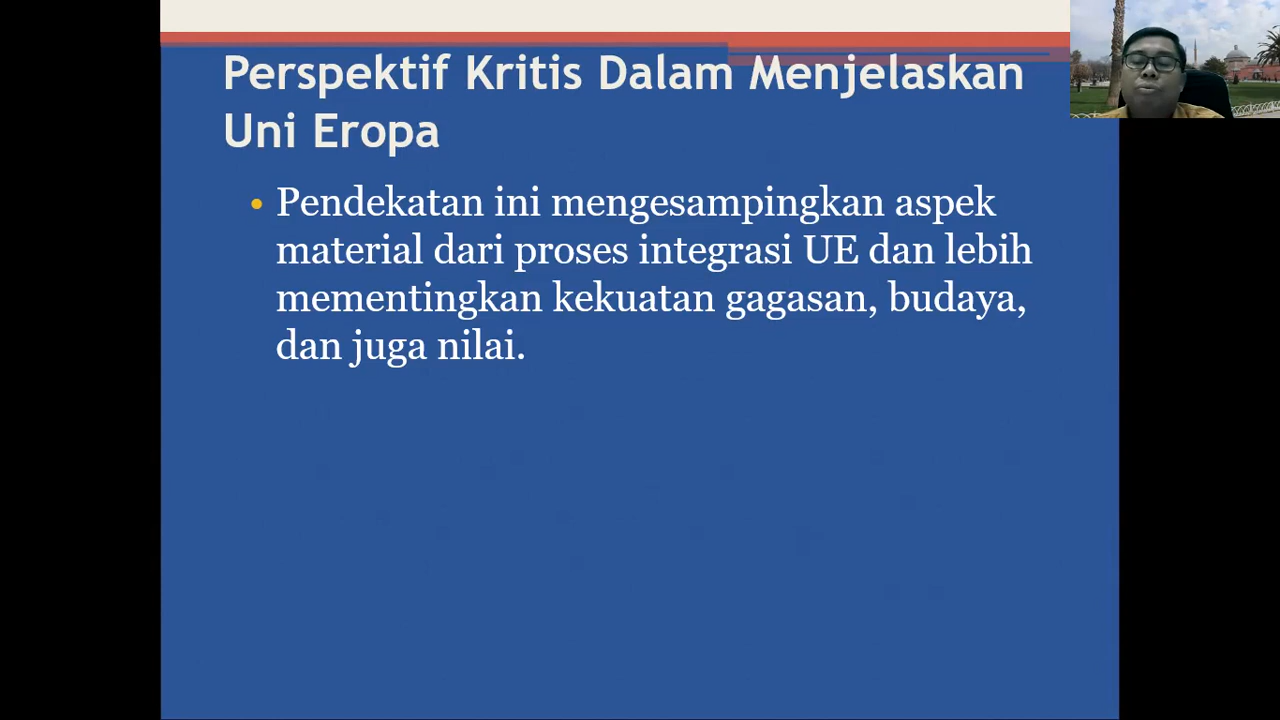 Perspektif Kritis Dalam Menjelaskan
Uni Eropa
• Pendekatan ini mengesampingkan aspek
material dari proses integrasi UE dan lebih
mementingkan kekuatan gagasan, budaya,
dan juga nilai.